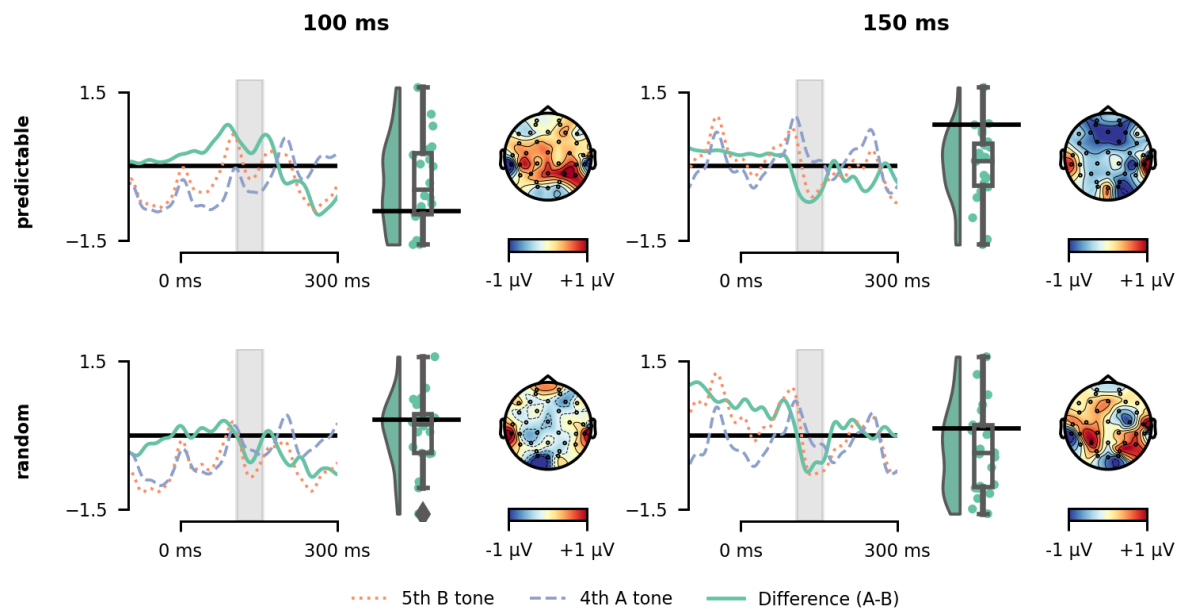 100 ms
150 ms
predictable
1.5
−1.5
0 ms
300 ms
-1 µV
+1 µV
1.5
−1.5
0 ms
300 ms
-1 µV
+1 µV
random
1.5
−1.5
0 ms
300 ms
-1 µV
+1 µV
1.5
−1.5
0 ms
300 ms
-1 µV
+1 µV
5th B tone
4th A tone
Difference (A-B)